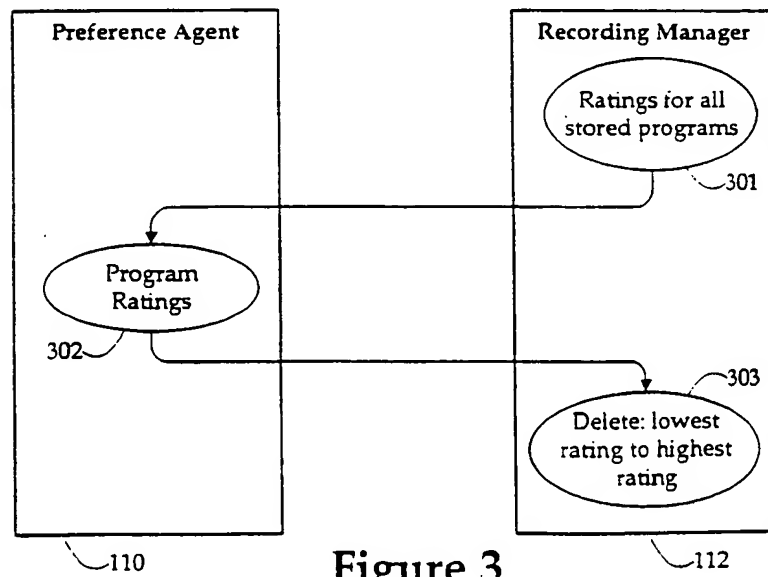 Preference Agent
Recording Manager
Ratings for all
stored programs
301
Program
Ratings
302
303
Delete: lowest
rating to highest
rating
110
Figure 3
112